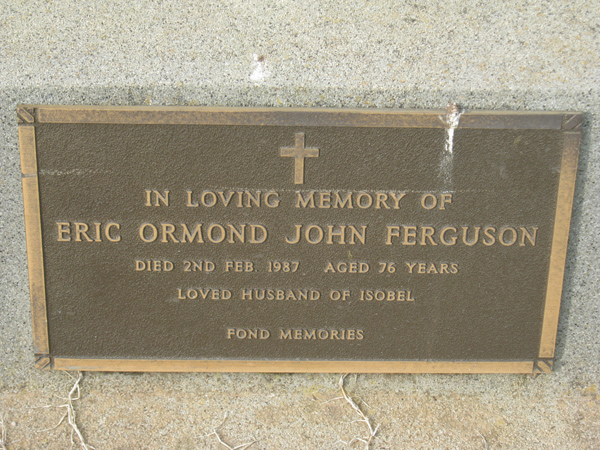 IN LOVING MEMORY OF
ERIC ORMOND JOHN FERGUSON
DIED 2ND FEB. 1987 AGED 76 YEARS
LOVED HUSBAND OF ISOBEL
FOND MEMORIES